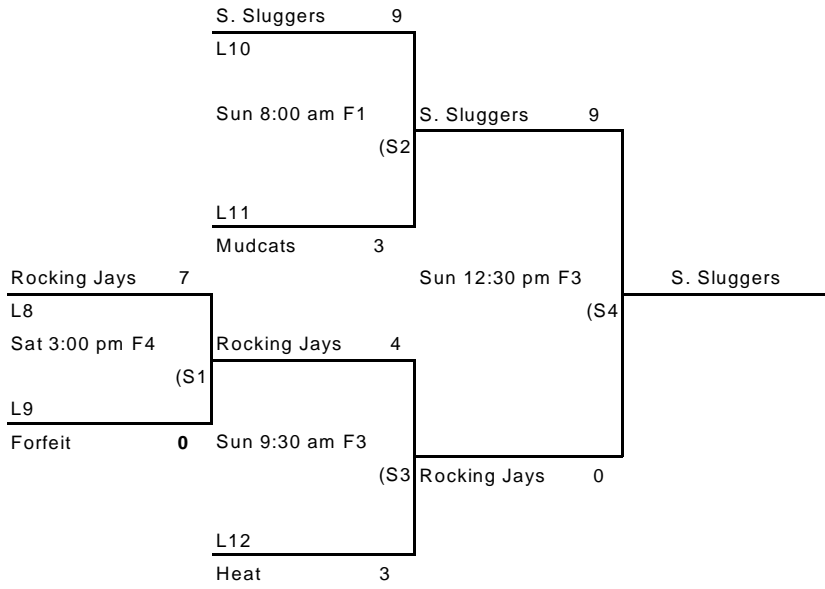 S. Sluggers 9
L10
Sun 8:00 am F1
S. Sluggers 9
(S2
L11
Mudcats 3
Rocking Jays 7
Sun 12:30 pm F3
S. Sluggers
L8
(S4
Sat 3:00 pm F4
Rocking Jays 4
(S1
L9
Forfeit 0
Sun 9:30 am F3
(S3
Rocking Jays 0
L12
Heat 3